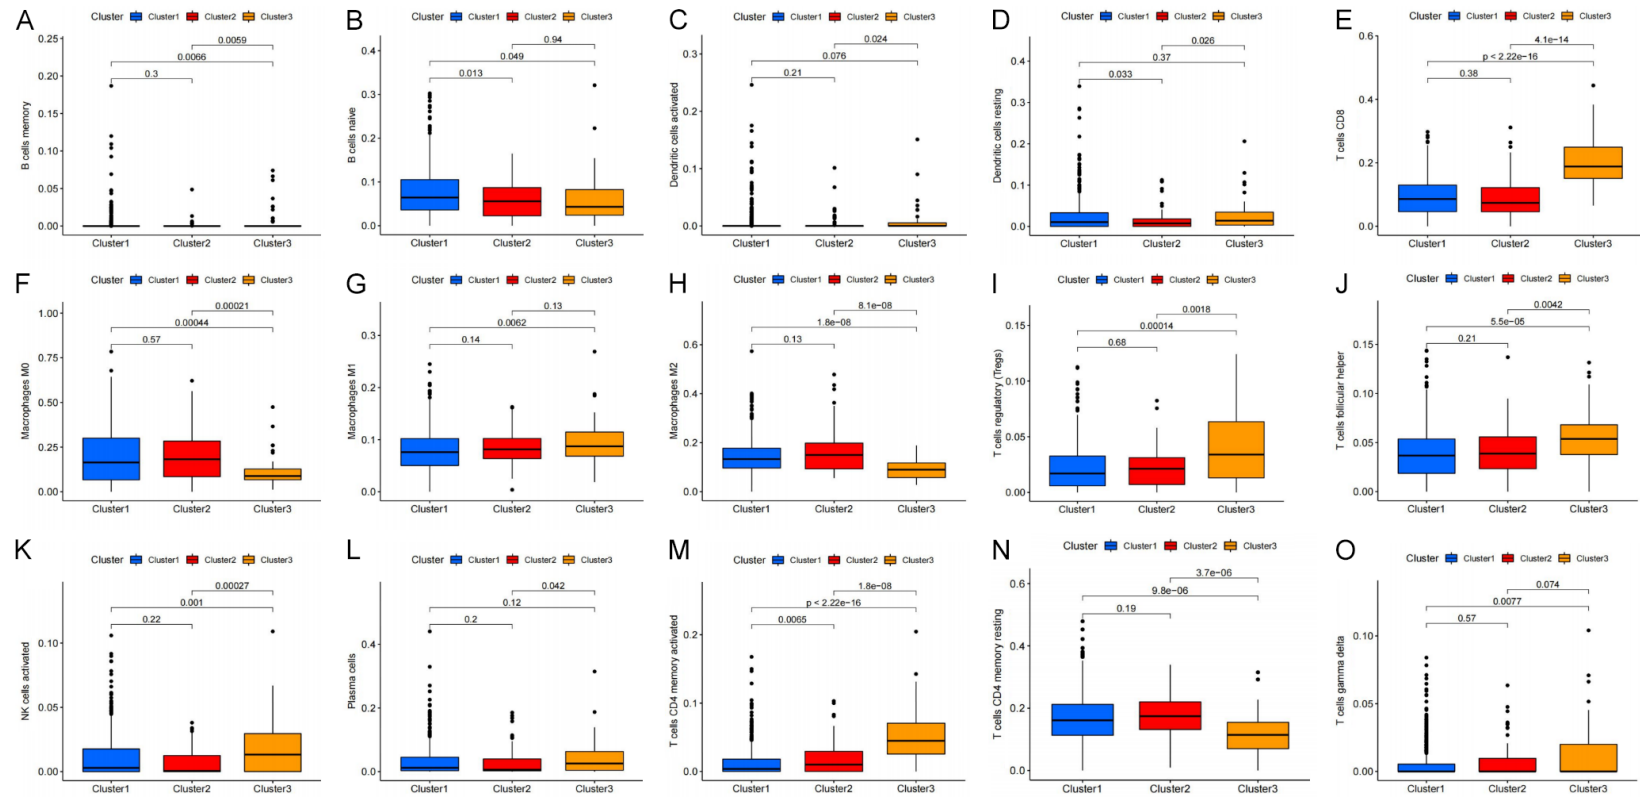 A
Cluster Cluster1 Cluster2 Cluster3
B cells memory
0.25
0.20
0.15
0.10
0.05
0.00
0.0059
0.0066
0.3
Cluster1 Cluster2 Cluster3
B
Cluster Cluster1 Cluster2 Cluster3
B cells naive
0.4
0.3
0.2
0.1
0.0
0.94
0.049
0.013
Cluster1 Cluster2 Cluster3
C
Cluster Cluster1 Cluster2 Cluster3
Dendritic cells activated
0.3
0.2
0.1
0.0
0.024
0.076
0.21
Cluster1 Cluster2 Cluster3
D
Cluster Cluster1 Cluster2 Cluster3
Dendritic cells resting
0.4
0.3
0.2
0.1
0.0
0.026
0.37
0.033
Cluster1 Cluster2 Cluster3
E
Cluster Cluster1 Cluster2 Cluster3
T cells CD8
0.6
0.4
0.2
0.0
4.1e−14
p < 2.22e−16
0.38
Cluster1 Cluster2 Cluster3
F
Cluster Cluster1 Cluster2 Cluster3
Macrophages M0
1.00
0.75
0.50
0.25
0.00
0.00021
0.00044
0.57
Cluster1 Cluster2 Cluster3
G
Cluster Cluster1 Cluster2 Cluster3
Macrophages M1
0.3
0.2
0.1
0.0
0.13
0.0062
0.14
Cluster1 Cluster2 Cluster3
H
Cluster Cluster1 Cluster2 Cluster3
Macrophages M2
0.6
0.4
0.2
0.0
8.1e−08
1.8e−08
0.13
Cluster1 Cluster2 Cluster3
I
Cluster Cluster1 Cluster2 Cluster3
T cells regulatory (Tregs)
0.15
0.10
0.05
0.00
0.0018
0.00014
0.68
Cluster1 Cluster2 Cluster3
J
Cluster Cluster1 Cluster2 Cluster3
T cells follicular helper
0.15
0.10
0.05
0.00
0.0042
5.5e−05
0.21
Cluster1 Cluster2 Cluster3
K
Cluster Cluster1 Cluster2 Cluster3
NK cells activated
0.10
0.05
0.00
0.00027
0.001
0.22
Cluster1 Cluster2 Cluster3
L
Cluster Cluster1 Cluster2 Cluster3
Plasma cells
0.4
0.2
0.0
0.042
0.12
0.2
Cluster1 Cluster2 Cluster3
M
Cluster Cluster1 Cluster2 Cluster3
T cells CD4 memory activated
0.2
0.1
0.0
1.8e−08
p < 2.22e−16
0.0065
Cluster1 Cluster2 Cluster3
N
Cluster Cluster1 Cluster2 Cluster3
T cells CD4 memory resting
0.6
0.4
0.2
0.0
3.7e−06
9.8e−06
0.19
Cluster1 Cluster2 Cluster3
O
Cluster Cluster1 Cluster2 Cluster3
T cells gamma delta
0.10
0.05
0.00
0.074
0.0077
0.57
Cluster1 Cluster2 Cluster3